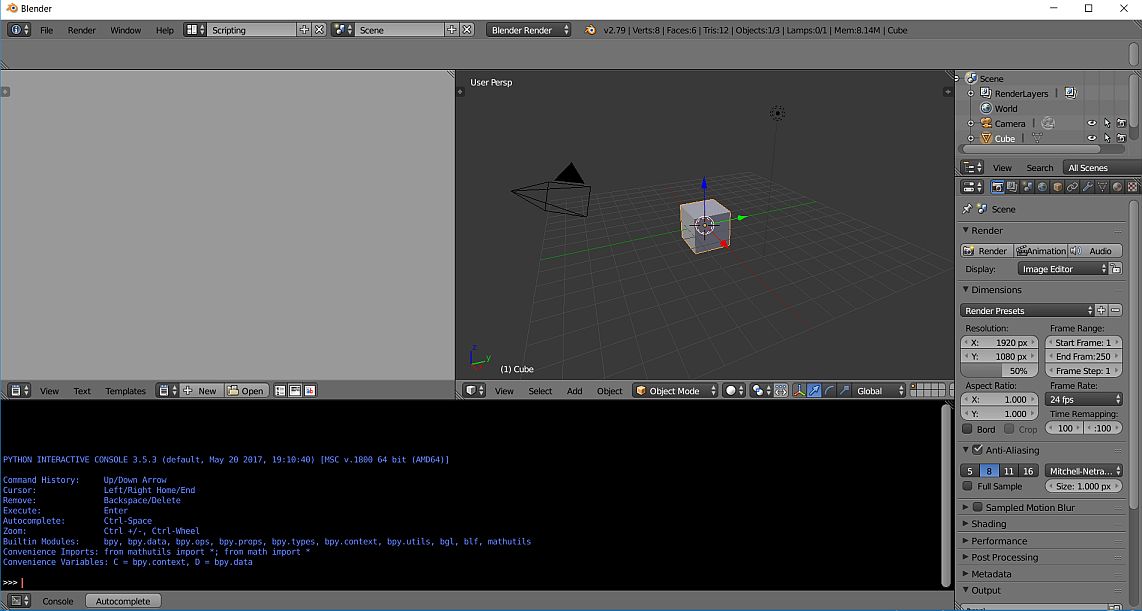 Blender
File Render Window Help Scripting Scene Blender Render v2.79 | Verts:8 | Faces:6 | Tris:12 | Objects:1/3 | Lamps:0/1 | Mem:8.14M | Cube
User Persp
(1) Cube
z
y
View Text Templates New Open
View Select Add Object Object Mode Global
PYTHON INTERACTIVE CONSOLE 3.5.3 (default, May 20 2017, 19:10:40) [MSC v.1800 64 bit (AMD64)]
Command History: Up/Down Arrow
Cursor: Left/Right Home/End
Remove: Backspace/Delete
Execute: Enter
Autocomplete: Ctrl-Space
Zoom: Ctrl +/-, Ctrl-Wheel
Builtin Modules: bpy, bpy.data, bpy.ops, bpy.props, bpy.types, bpy.context, bpy.utils, bgl, blf, mathutils
Convenience Imports: from mathutils import *; from math import *
Convenience Variables: C = bpy.context, D = bpy.data
>>>
Console Autocomplete
Scene
RenderLayers |
World
Camera |
Cube |
View Search All Scenes
Scene
Render
Render Animation Audio
Display: Image Editor
Dimensions
Render Presets
Resolution: Frame Range:
X: 1920 px Start Frame: 1
Y: 1080 px End Fram:250
50% Frame Step: 1
Aspect Ratio: Frame Rate:
X: 1.000 24 fps
Y: 1.000 Time Remapping:
Bord Crop 100 :100
Anti-Aliasing
5 8 11 16 Mitchell-Netra...
Full Sample Size: 1.000 px
Sampled Motion Blur
Shading
Performance
Post Processing
Metadata
Output